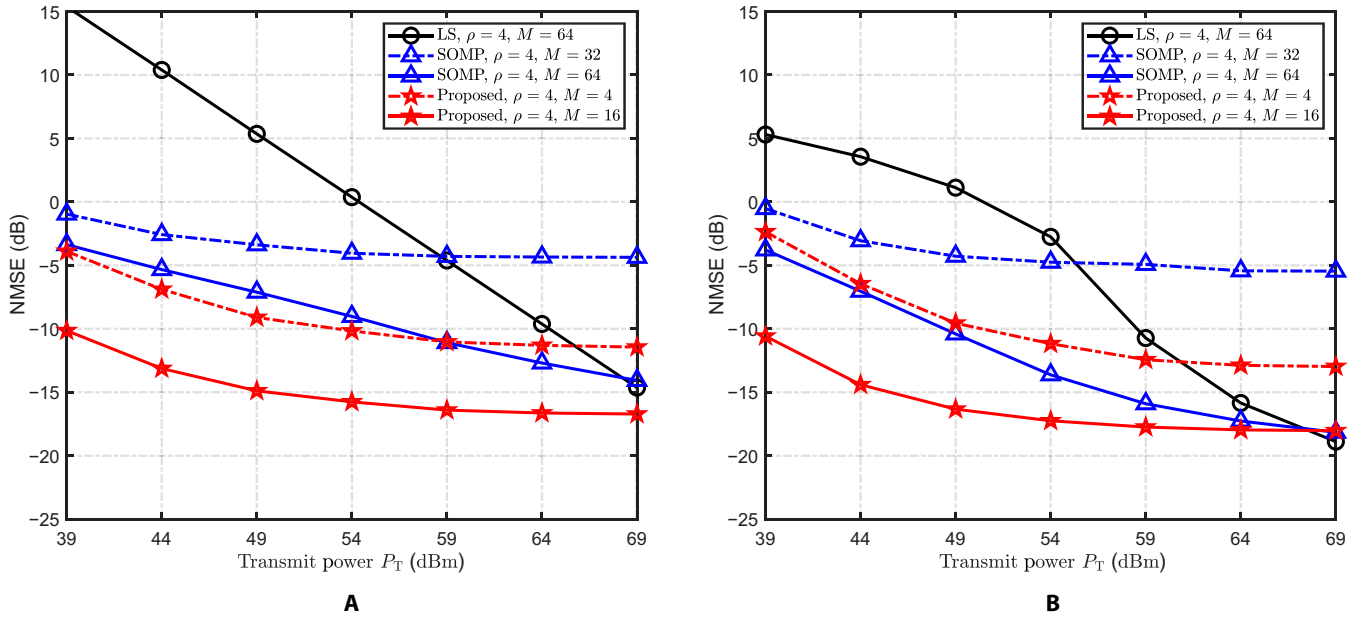 15
10
5
0
−5
−10
−15
−20
−25
NMSE (dB)
39
44
49
54
59
64
69
Transmit power P_T (dBm)
LS, ρ = 4, M = 64
SOMP, ρ = 4, M = 32
SOMP, ρ = 4, M = 64
Proposed, ρ = 4, M = 4
Proposed, ρ = 4, M = 16
A
15
10
5
0
−5
−10
−15
−20
−25
NMSE (dB)
39
44
49
54
59
64
69
Transmit power P_T (dBm)
LS, ρ = 4, M = 64
SOMP, ρ = 4, M = 32
SOMP, ρ = 4, M = 64
Proposed, ρ = 4, M = 4
Proposed, ρ = 4, M = 16
B